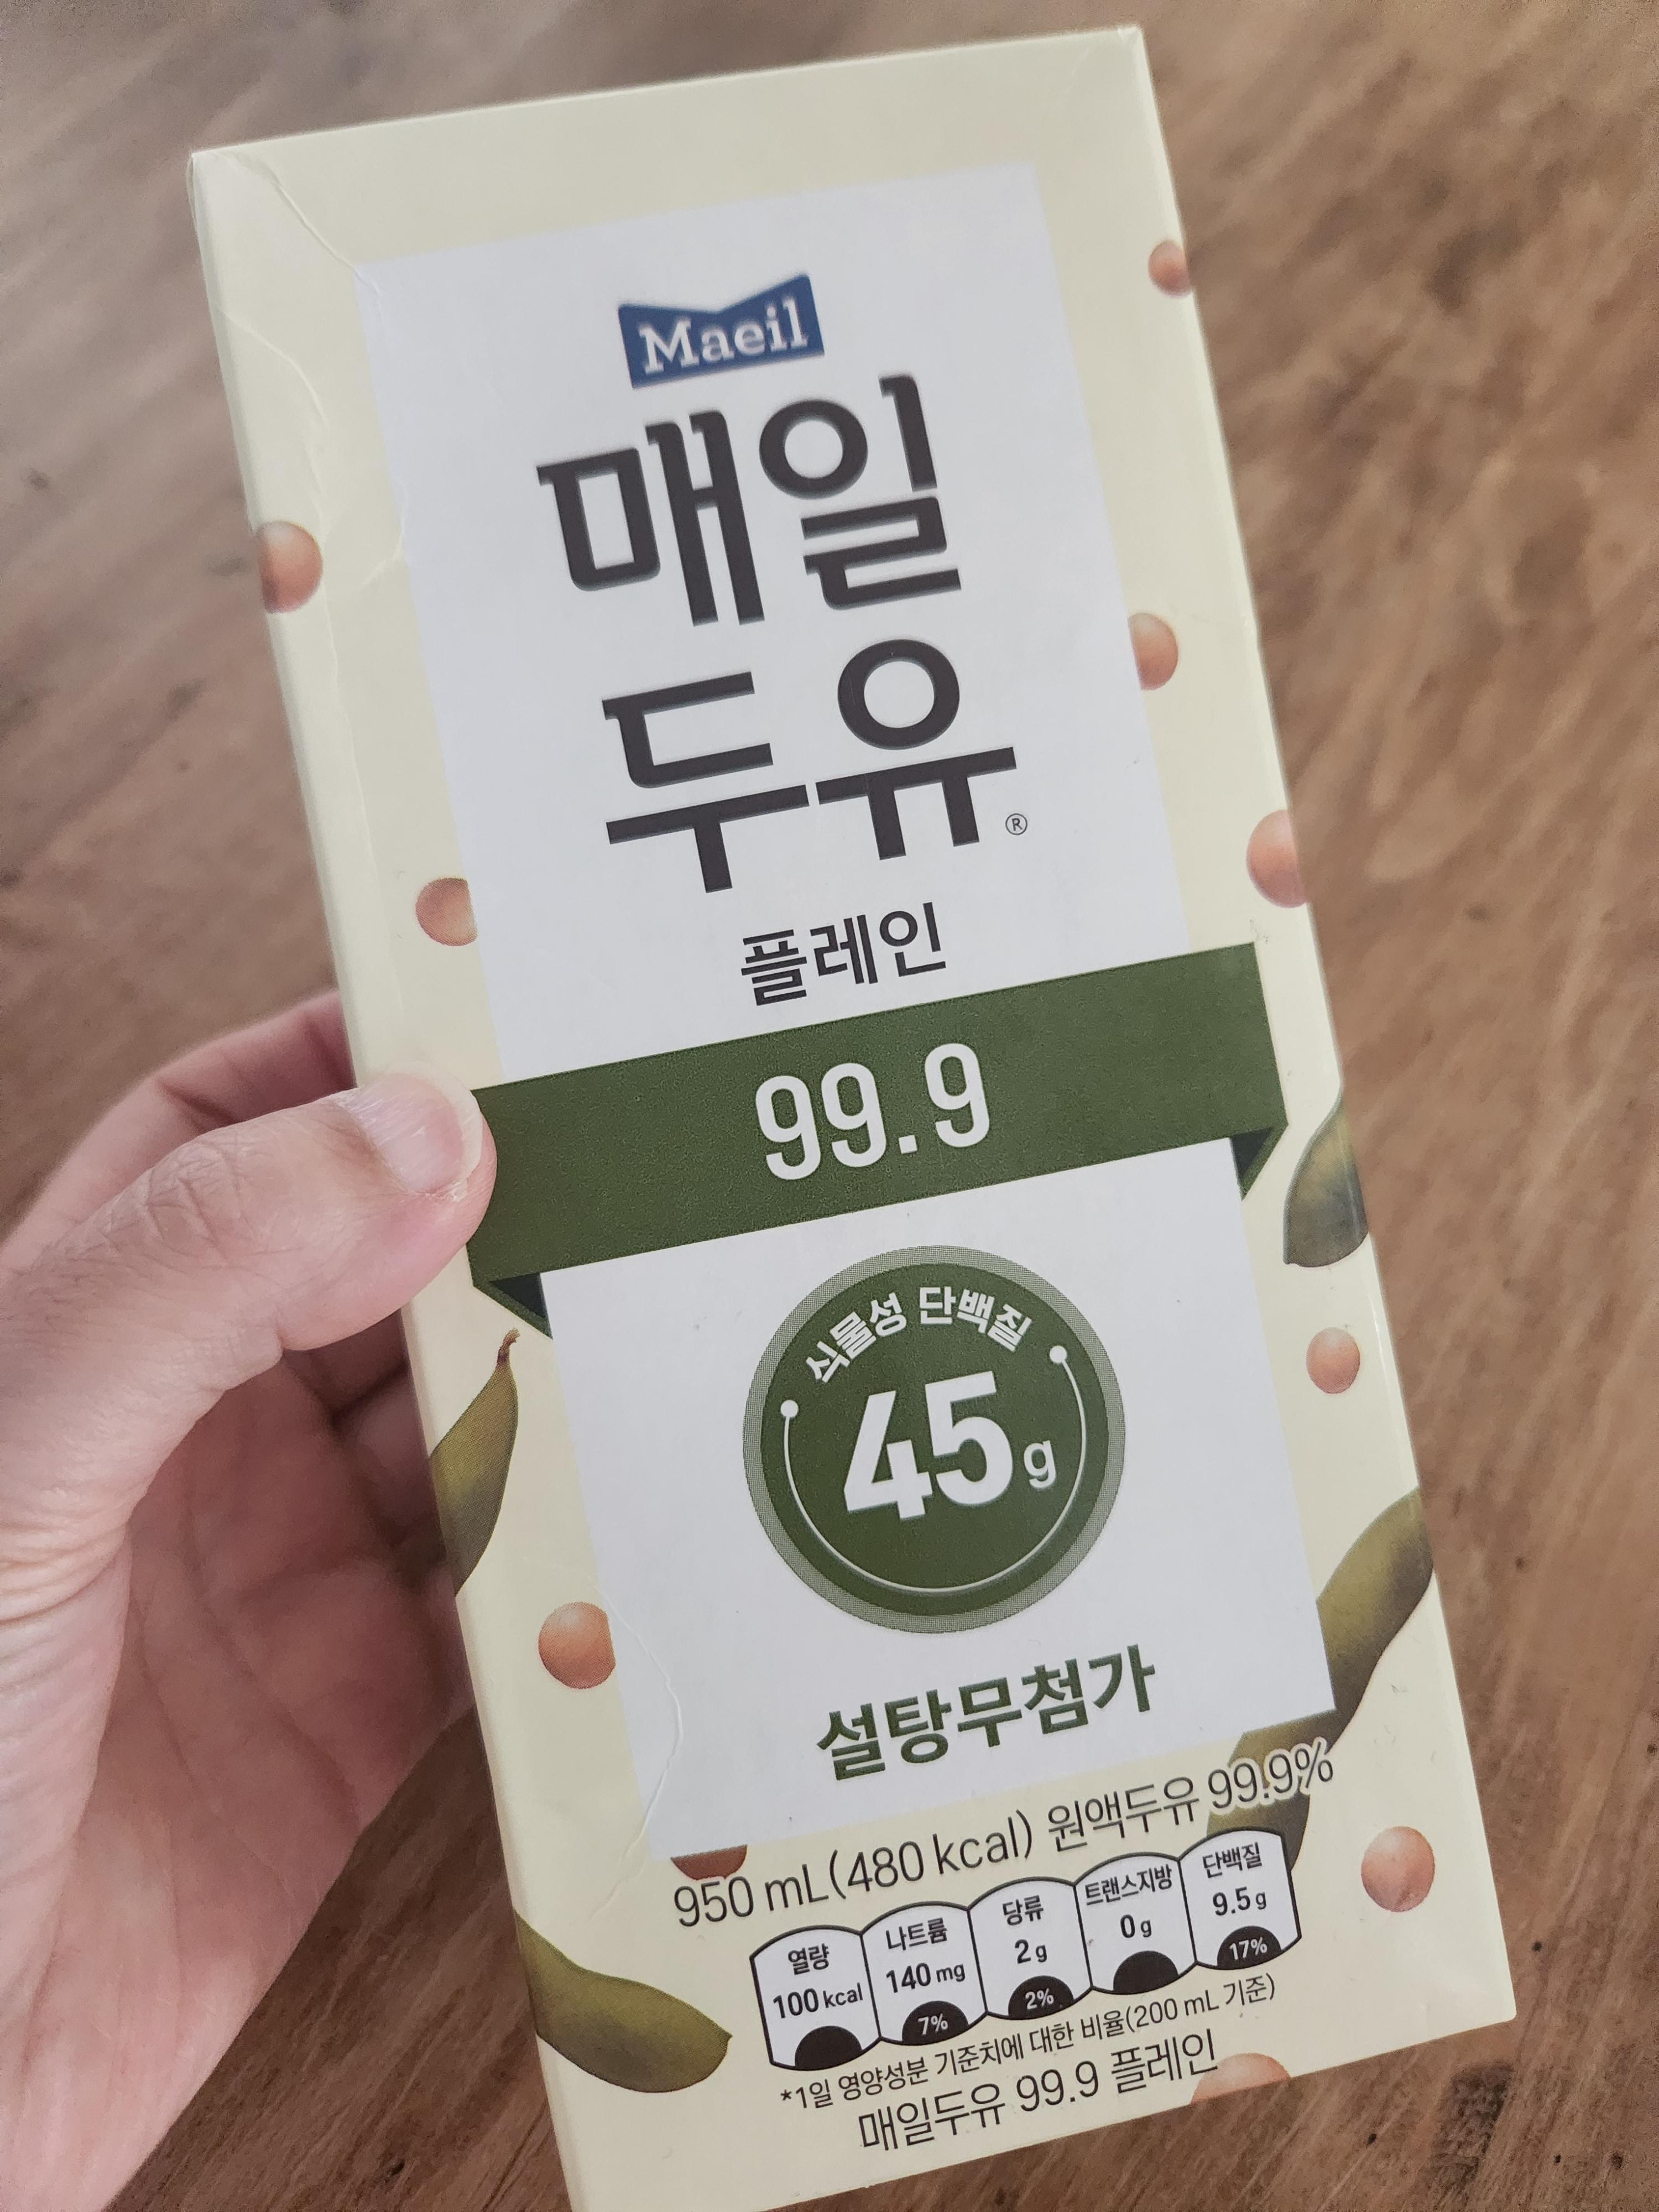 Maeil
매일
두유®
플레인
99.9
식물성 단백질
45g
설탕무첨가
950 mL(480 kcal) 원액두유 99.9%
열량 나트륨 당류 트랜스지방 단백질
100 kcal 140 mg 2 g 0 g 9.5 g
7% 2% 17%
*1일 영양성분 기준치에 대한 비율(200 mL 기준)
매일두유 99.9 플레인